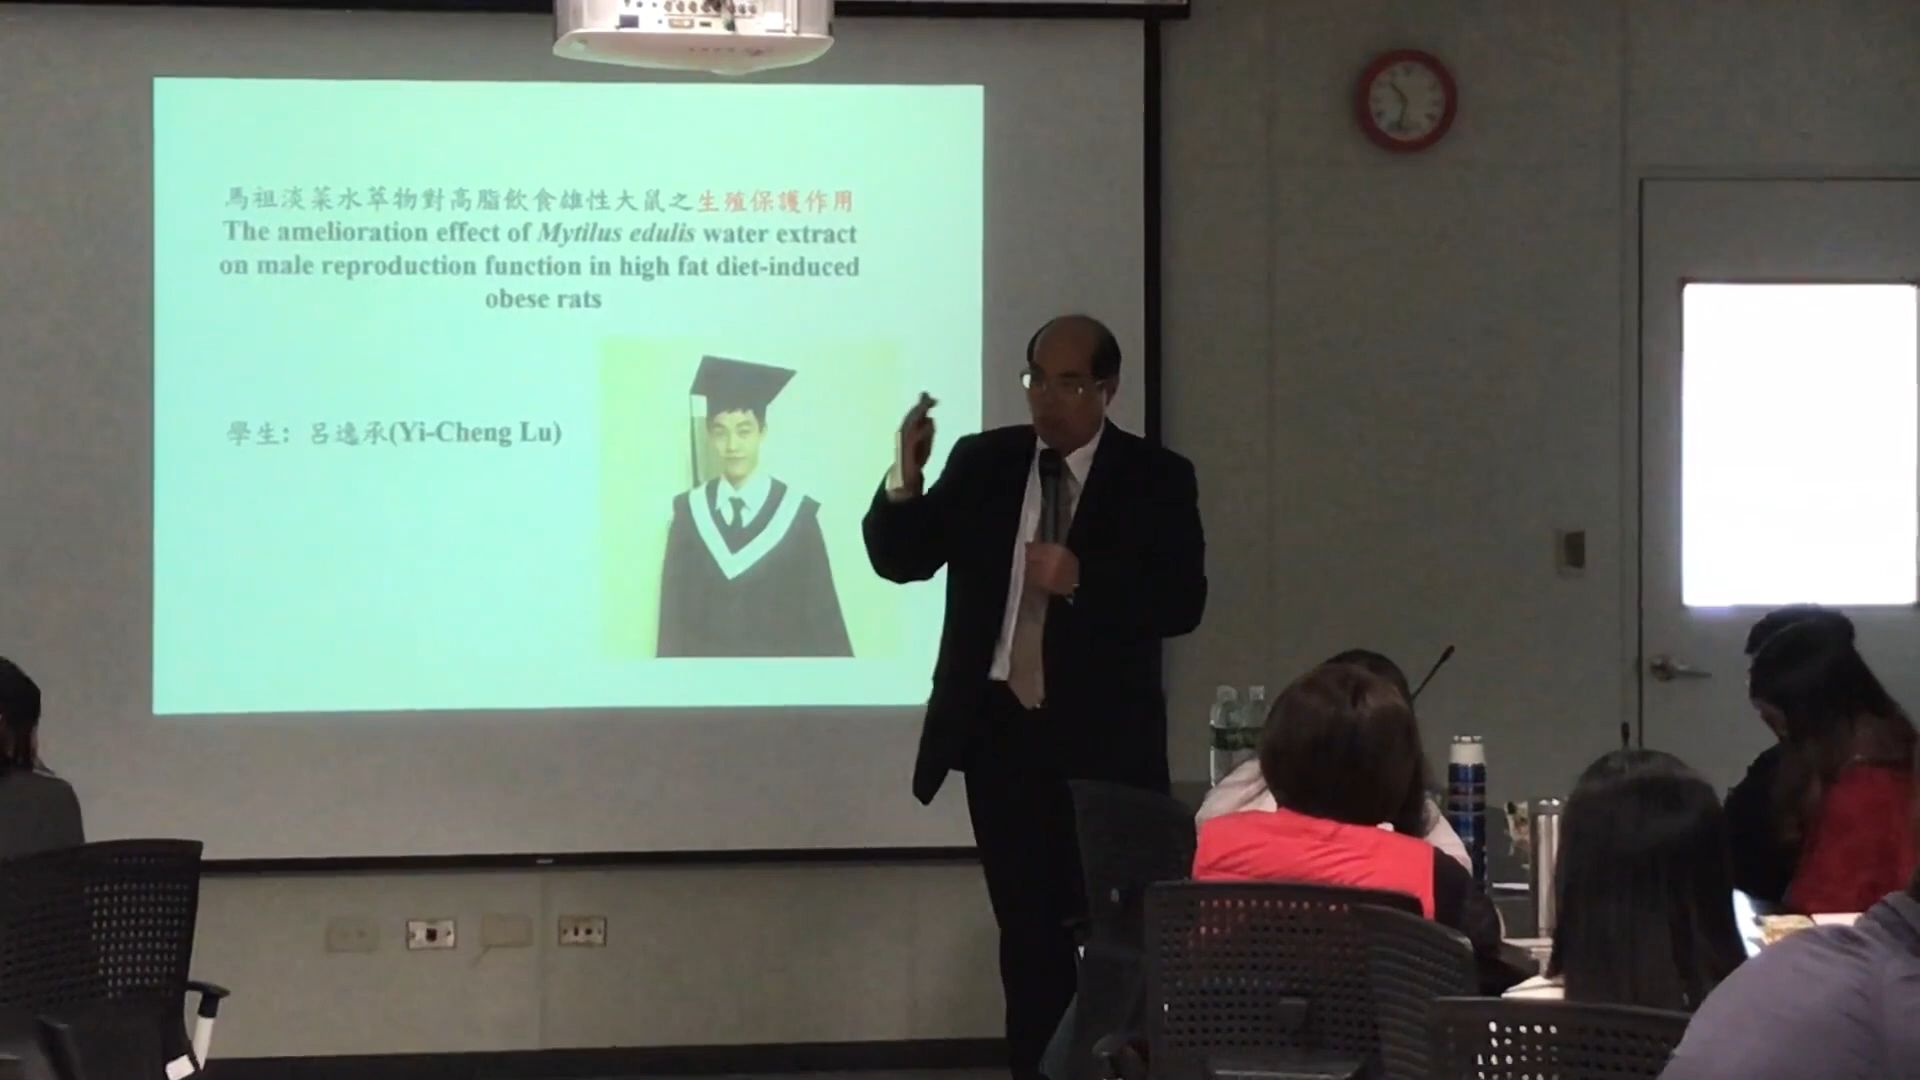 馬祖淡菜水萃物對高脂飲食雄性大鼠之生殖保護作用
The amelioration effect of Mytilus edulis water extract
on male reproduction function in high fat diet-induced
obese rats
學生: 呂逸承(Yi-Cheng Lu)